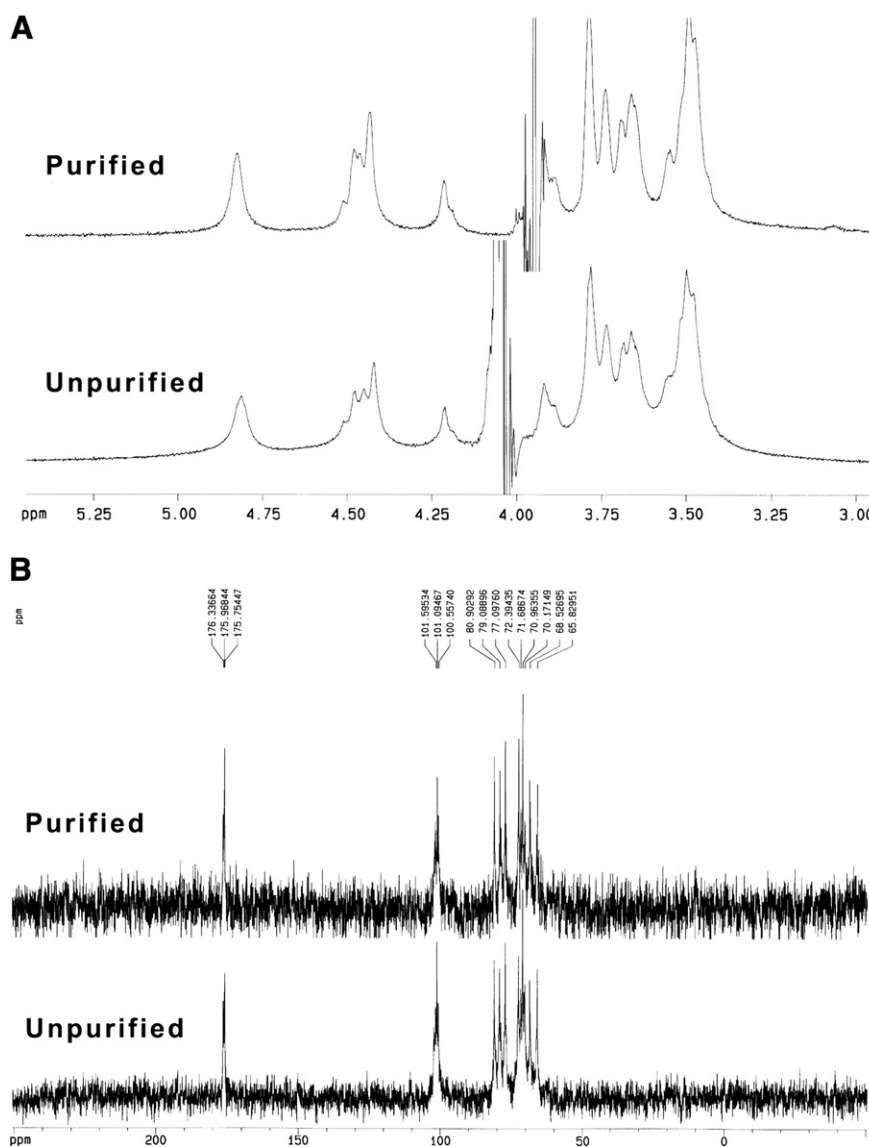 A
Purified
Unpurified
ppm 5.25 5.00 4.75 4.50 4.25 4.00 3.75 3.50 3.25 3.00
B
ppm
176.33664
175.96844
175.75447
101.59534
101.09467
100.55740
80.90292
79.08896
77.09760
72.39435
71.68674
70.96355
70.17149
68.52695
65.82951
Purified
Unpurified
ppm 200 150 100 50 0